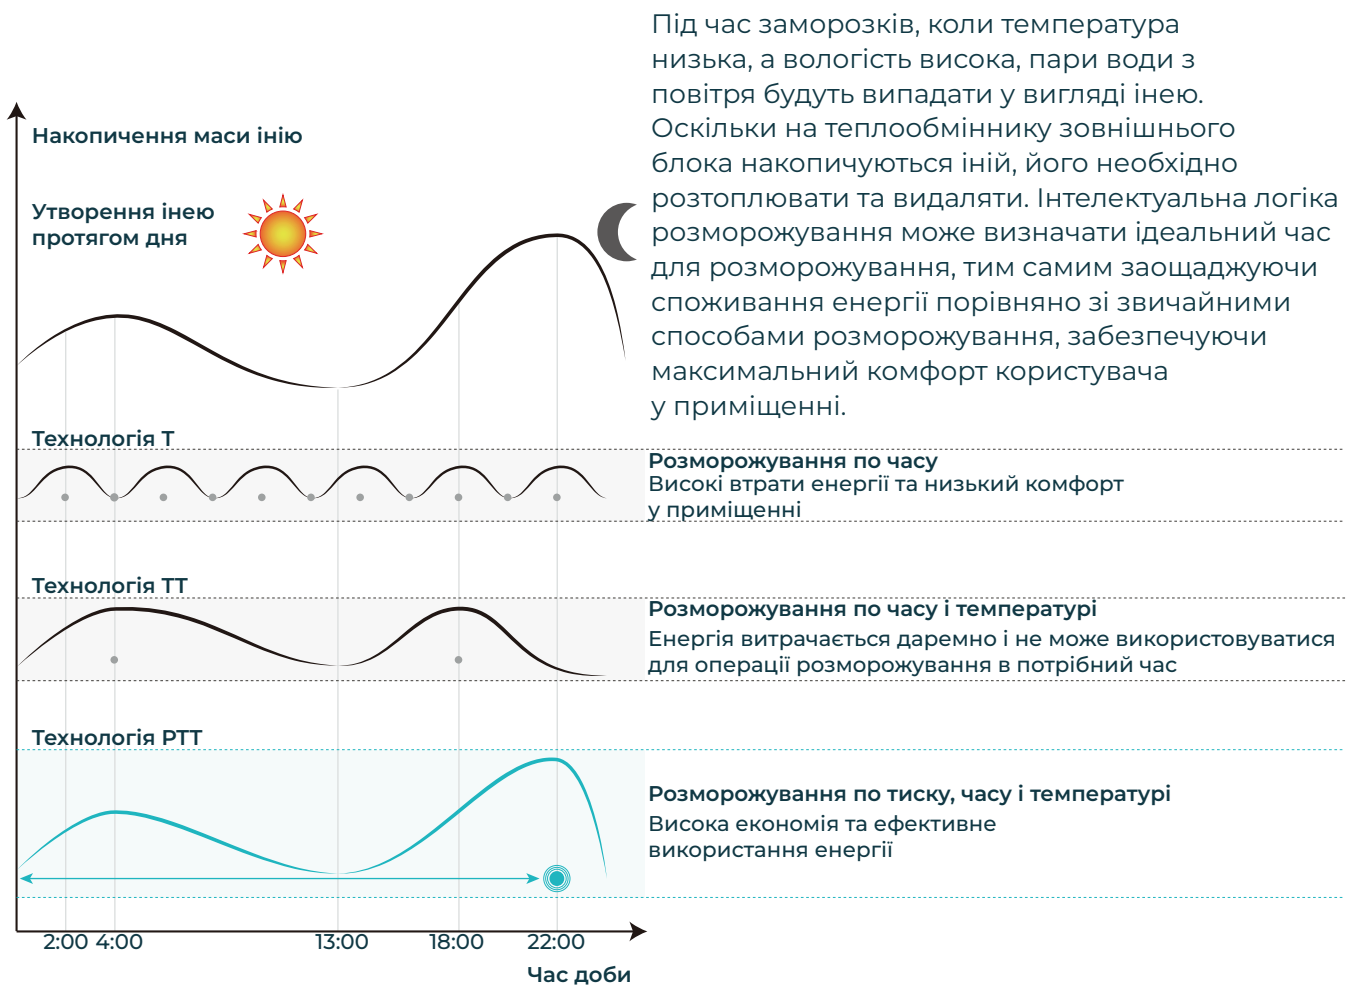 Під час заморозків, коли температура
низька, а вологість висока, пари води з
повітря будуть випадати у вигляді інею.
Оскільки на теплообміннику зовнішнього
блока накопичуються іній, його необхідно
розтоплювати та видаляти. Інтелектуальна логіка
розморожування може визначати ідеальний час
для розморожування, тим самим заощаджуючи
споживання енергії порівняно зі звичайними
способами розморожування, забезпечуючи
максимальний комфорт користувача
у приміщенні.
Накопичення маси інію
Утворення інею
протягом дня
Технологія Т
Розморожування по часу
Високі втрати енергії та низький комфорт
у приміщенні
Технологія ТТ
Розморожування по часу і температурі
Енергія витрачається даремно і не може використовуватися
для операції розморожування в потрібний час
Технологія РТТ
Розморожування по тиску, часу і температурі
Висока економія та ефективне
використання енергії
2:00 4:00 13:00 18:00 22:00
Час доби